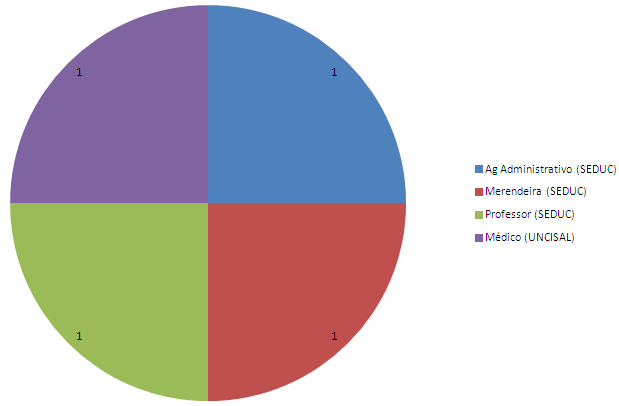 1
1
Ag Administrativo (SEDUC)
Merendeira (SEDUC)
Professor (SEDUC)
Médico (UNCISAL)
1
1